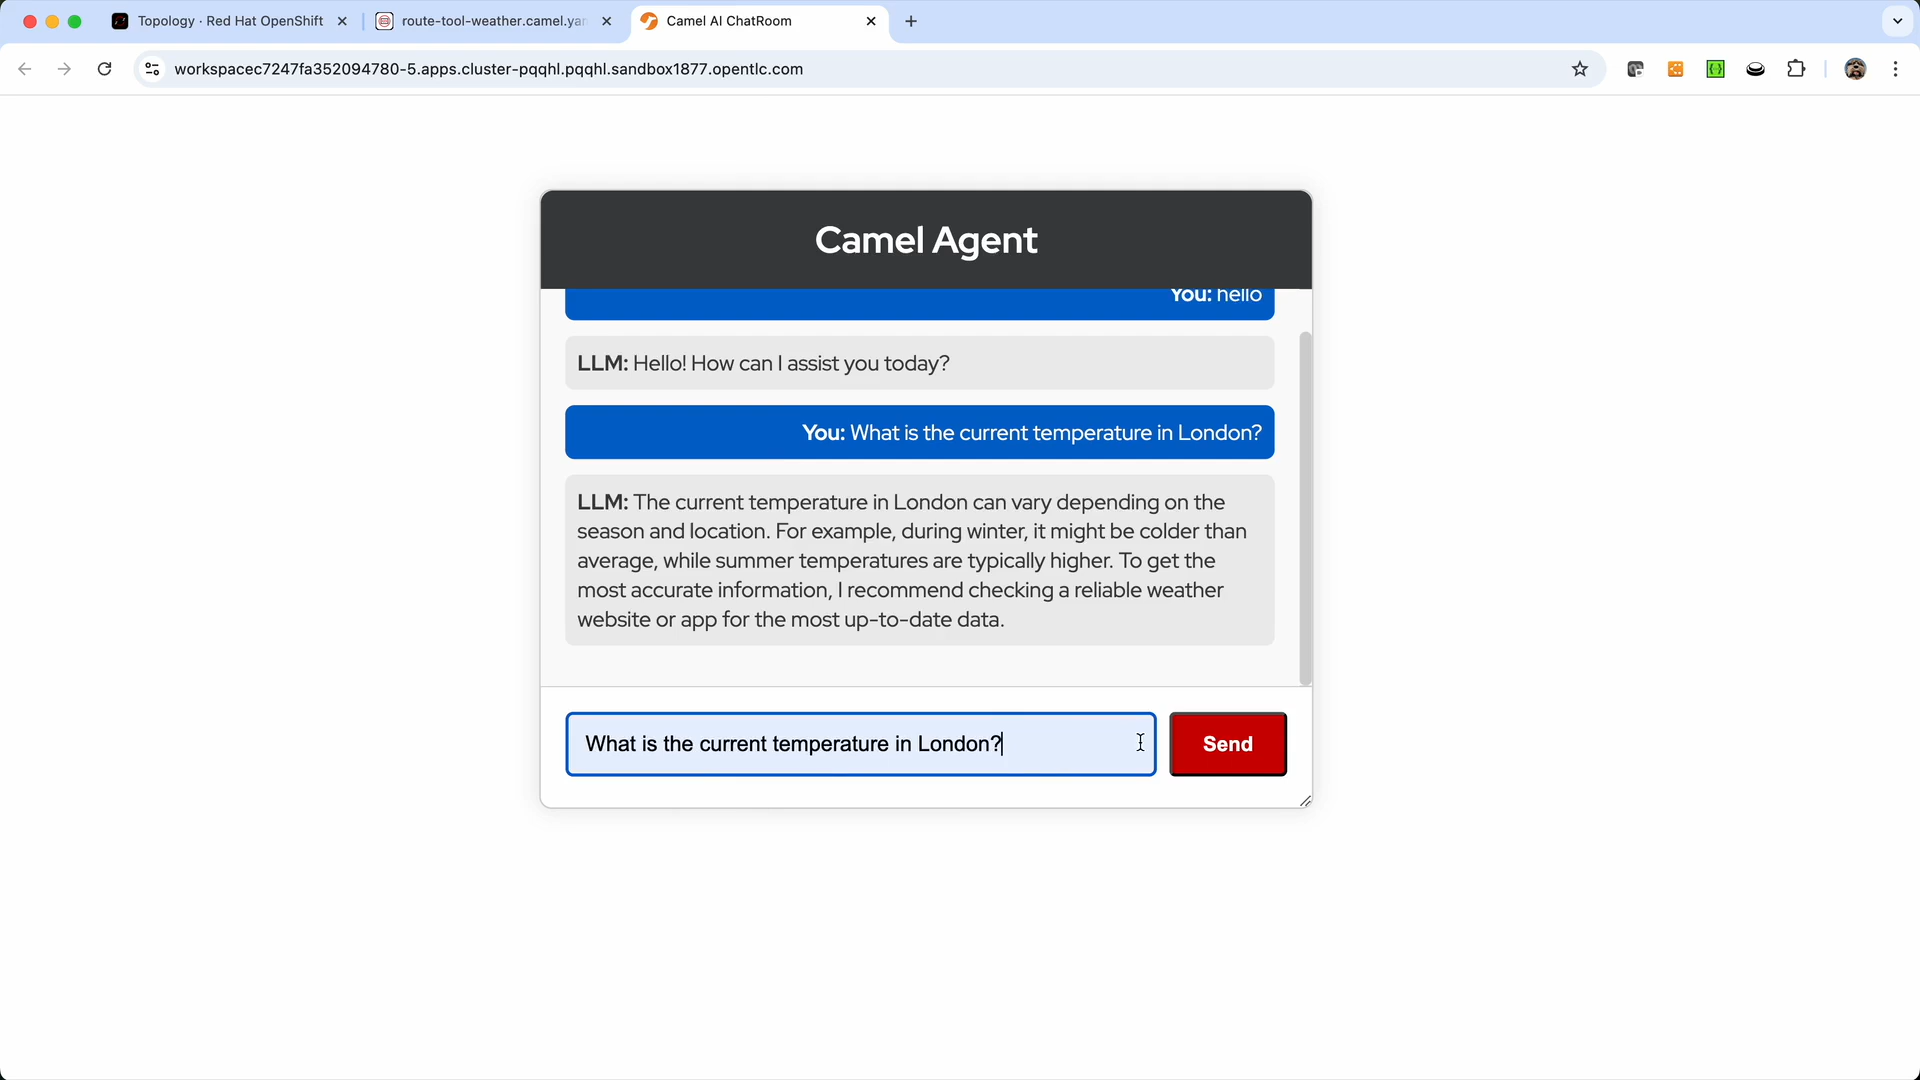 Topology · Red Hat OpenShift
route-tool-weather.camel.yam
Camel AI ChatRoom
workspacec7247fa352094780-5.apps.cluster-pqqhl.pqqhl.sandbox1877.opentlc.com
Camel Agent
You: hello
LLM: Hello! How can I assist you today?
You: What is the current temperature in London?
LLM: The current temperature in London can vary depending on the
season and location. For example, during winter, it might be colder than
average, while summer temperatures are typically higher. To get the
most accurate information, I recommend checking a reliable weather
website or app for the most up-to-date data.
What is the current temperature in London?
Send